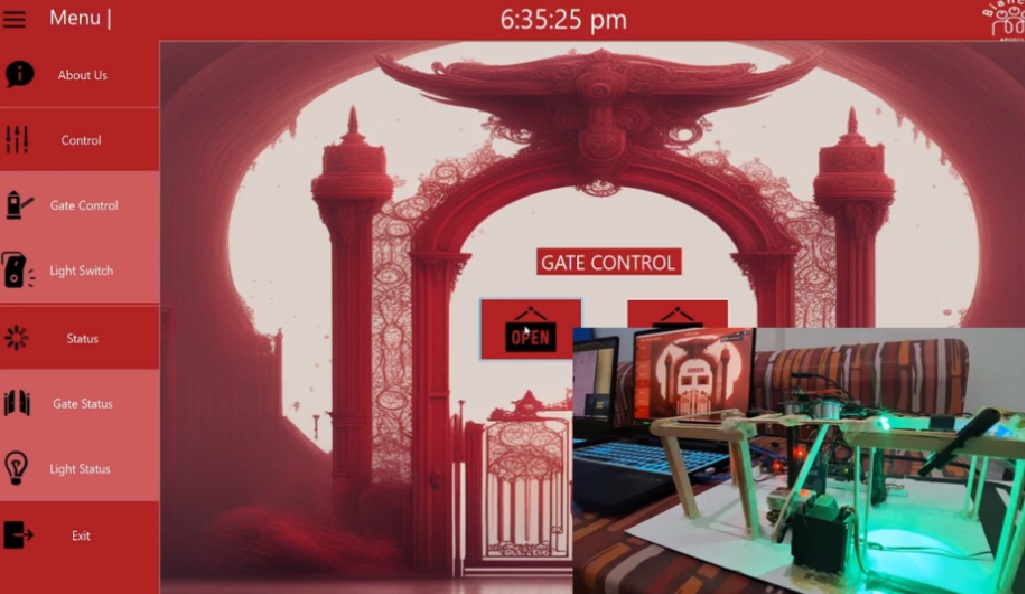 Menu |
6:35:25 pm
About Us
Control
Gate Control
Light Switch
Status
Gate Status
Light Status
Exit
GATE CONTROL
OPEN